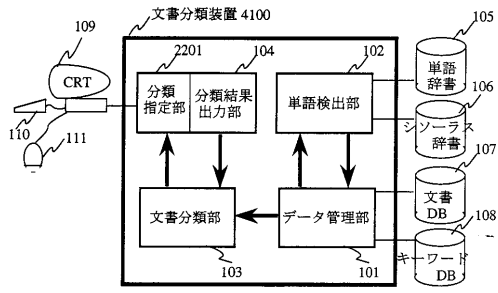 文書分類装置 4100
109
2201
104
102
105
CRT
分類
指定部
分類結果
出力部
単語検出部
単語
辞書
106
シソーラス
辞書
110
111
107
文書
DB
108
文書分類部
データ管理部
キーワード
DB
103
101